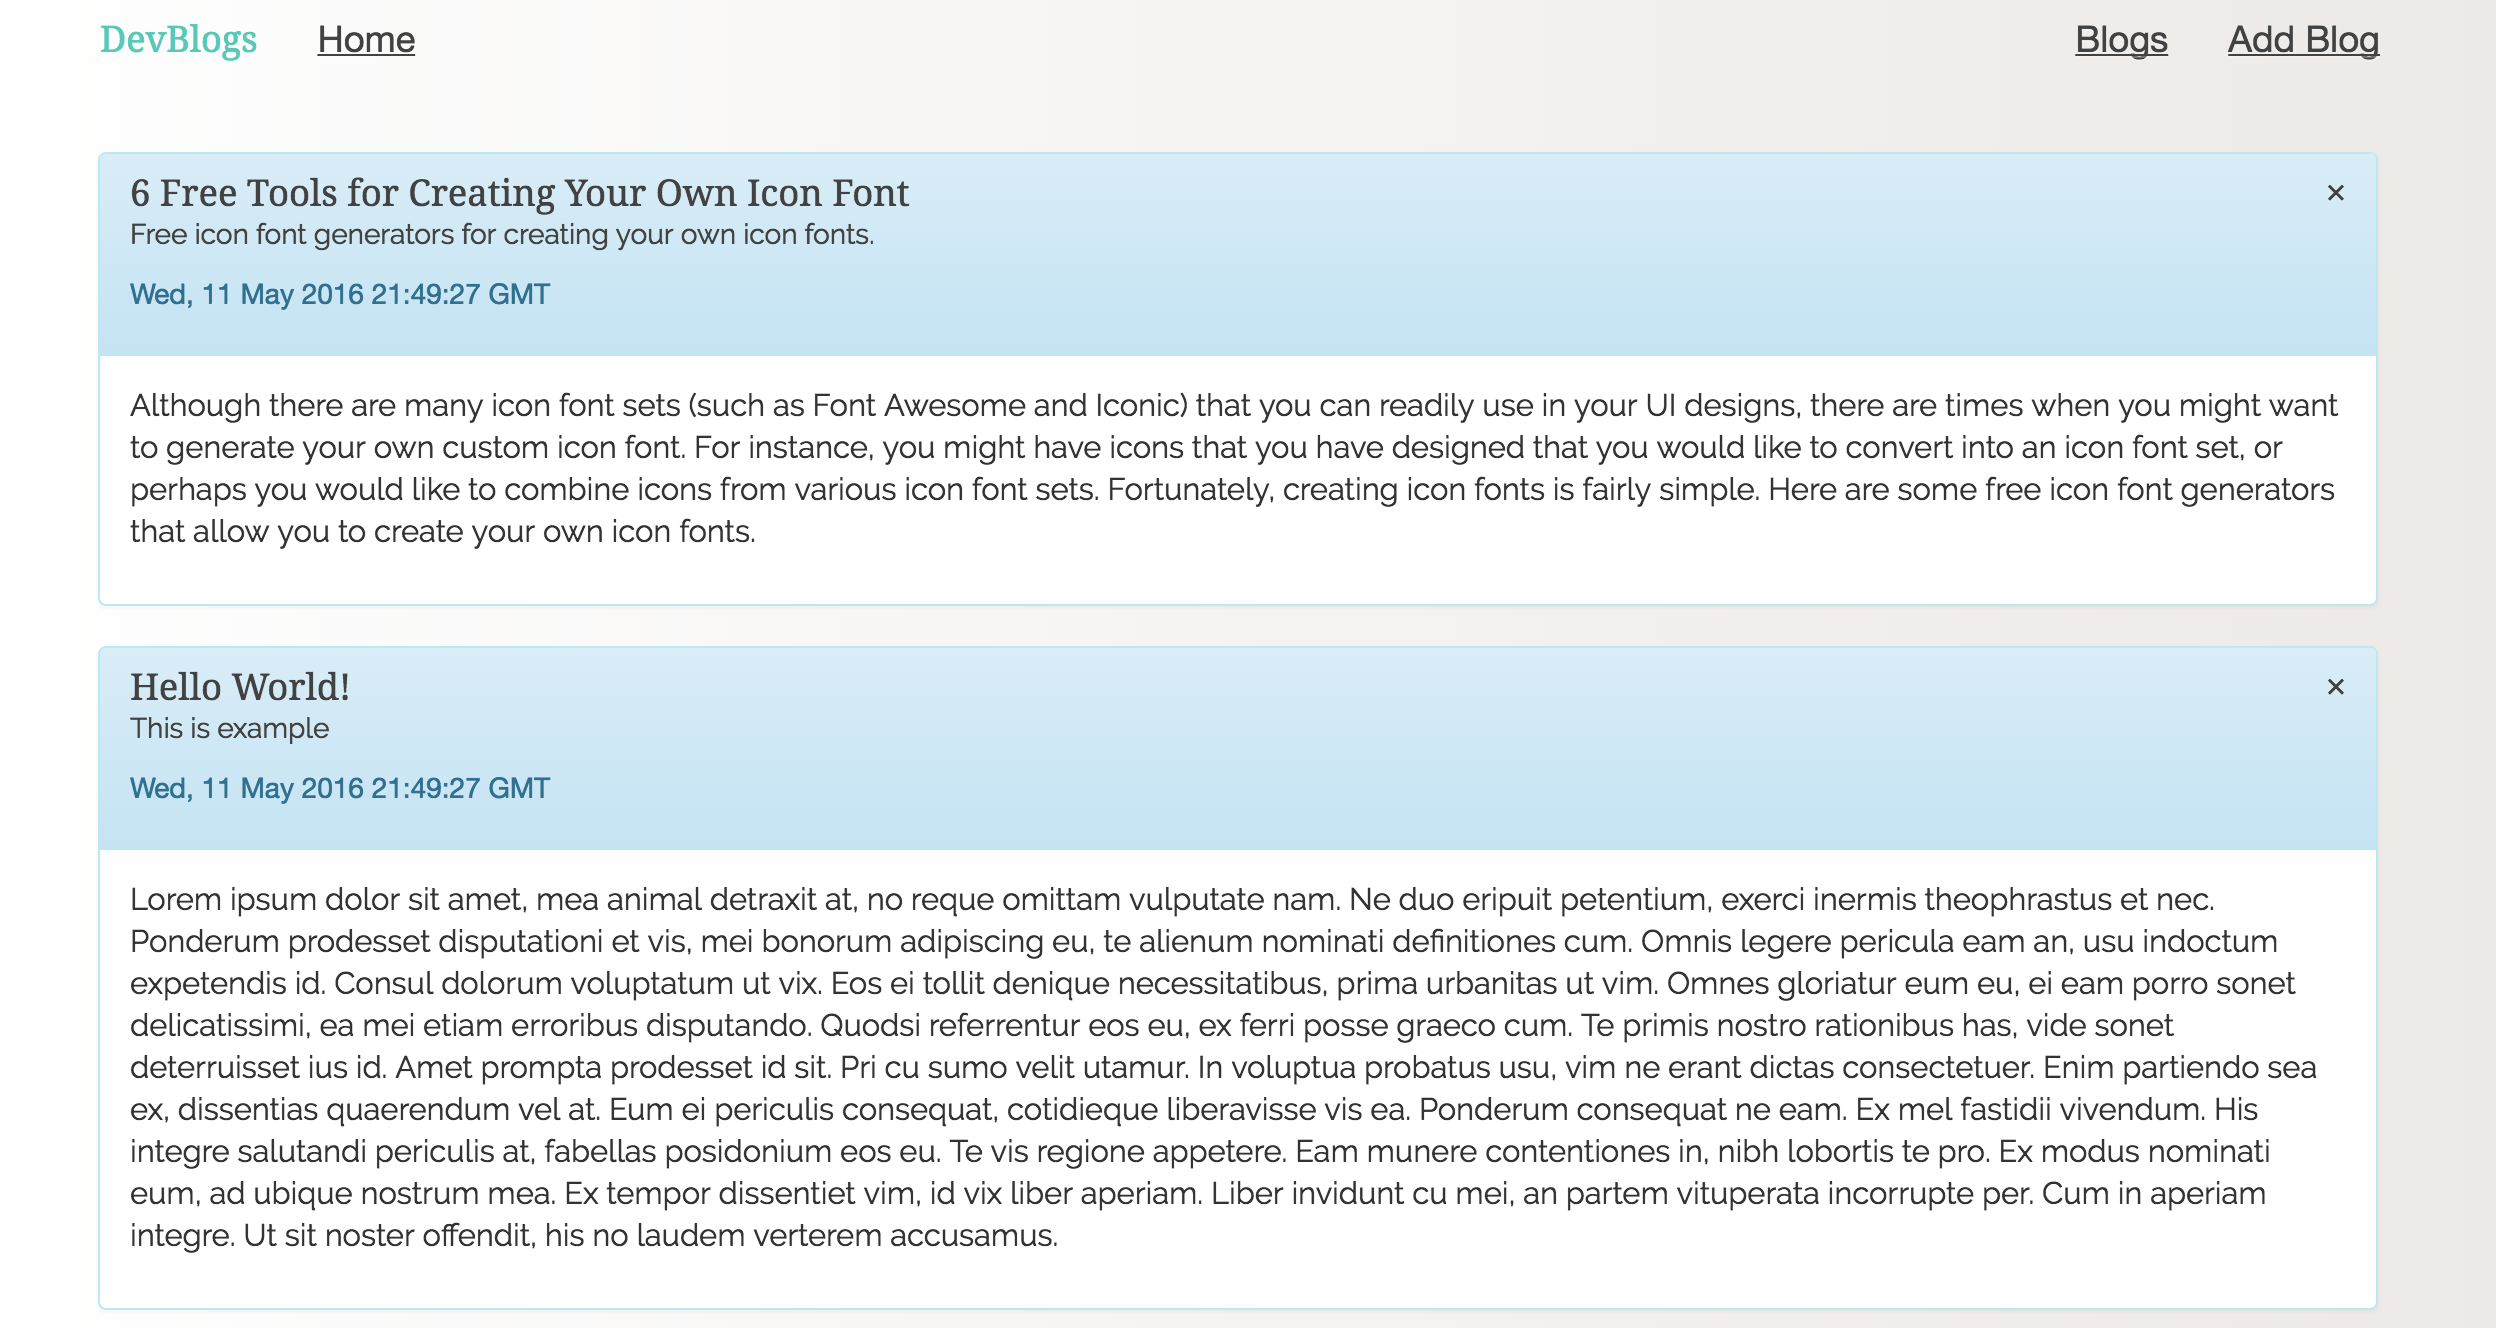 DevBlogs Home Blogs Add Blog
6 Free Tools for Creating Your Own Icon Font ×
Free icon font generators for creating your own icon fonts.
Wed, 11 May 2016 21:49:27 GMT
Although there are many icon font sets (such as Font Awesome and Iconic) that you can readily use in your UI designs, there are times when you might want
to generate your own custom icon font. For instance, you might have icons that you have designed that you would like to convert into an icon font set, or
perhaps you would like to combine icons from various icon font sets. Fortunately, creating icon fonts is fairly simple. Here are some free icon font generators
that allow you to create your own icon fonts.
Hello World! ×
This is example
Wed, 11 May 2016 21:49:27 GMT
Lorem ipsum dolor sit amet, mea animal detraxit at, no reque omittam vulputate nam. Ne duo eripuit petentium, exerci inermis theophrastus et nec.
Ponderum prodesset disputationi et vis, mei bonorum adipiscing eu, te alienum nominati definitiones cum. Omnis legere pericula eam an, usu indoctum
expetendis id. Consul dolorum voluptatum ut vix. Eos ei tollit denique necessitatibus, prima urbanitas ut vim. Omnes gloriatur eum eu, ei eam porro sonet
delicatissimi, ea mei etiam erroribus disputando. Quodsi referrentur eos eu, ex ferri posse graeco cum. Te primis nostro rationibus has, vide sonet
deterruisset ius id. Amet prompta prodesset id sit. Pri cu sumo velit utamur. In voluptua probatus usu, vim ne erant dictas consectetuer. Enim partiendo sea
ex, dissentias quaerendum vel at. Eum ei periculis consequat, cotidieque liberavisse vis ea. Ponderum consequat ne eam. Ex mel fastidii vivendum. His
integre salutandi periculis at, fabellas posidonium eos eu. Te vis regione appetere. Eam munere contentiones in, nibh lobortis te pro. Ex modus nominati
eum, ad ubique nostrum mea. Ex tempor dissentiet vim, id vix liber aperiam. Liber invidunt cu mei, an partem vituperata incorrupte per. Cum in aperiam
integre. Ut sit noster offendit, his no laudem verterem accusamus.